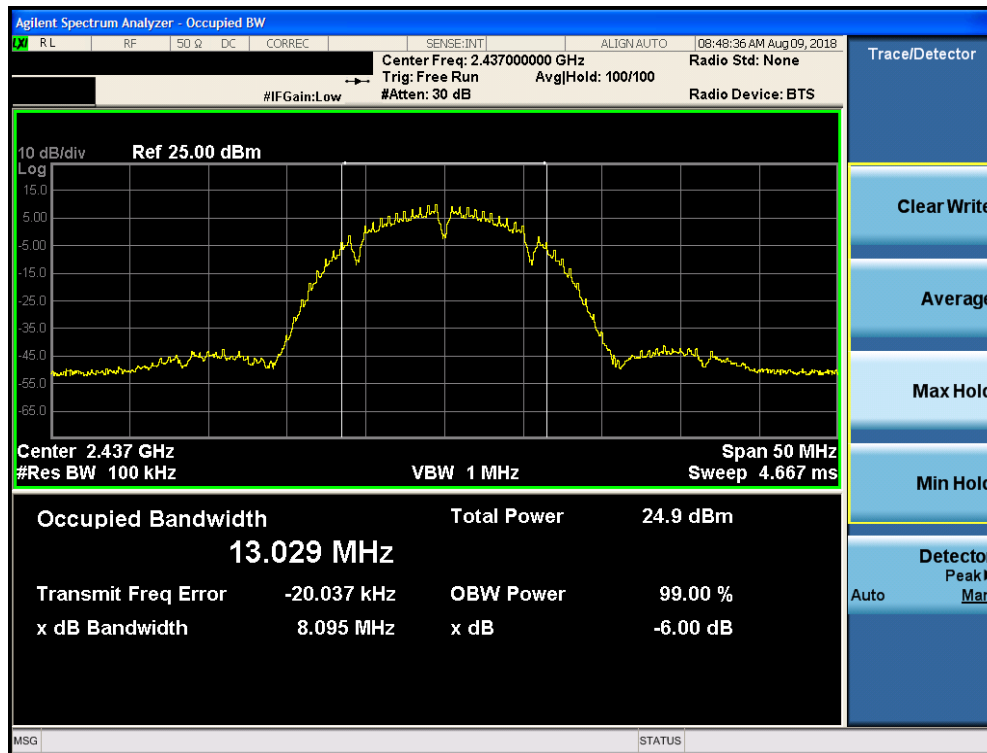 Agilent Spectrum Analyzer - Occupied BW
LXI RL RF 50 Ω DC CORREC SENSE:INT ALIGN AUTO 08:48:36 AM Aug 09, 2018
Center Freq: 2.437000000 GHz Radio Std: None
Trig: Free Run Avg|Hold: 100/100
#IFGain:Low #Atten: 30 dB Radio Device: BTS
10 dB/div Ref 25.00 dBm
Log
15.0
5.00
-5.00
-15.0
-25.0
-35.0
-45.0
-55.0
-65.0
Center 2.437 GHz Span 50 MHz
#Res BW 100 kHz VBW 1 MHz Sweep 4.667 ms
Occupied Bandwidth Total Power 24.9 dBm
13.029 MHz
Transmit Freq Error -20.037 kHz OBW Power 99.00 %
x dB Bandwidth 8.095 MHz x dB -6.00 dB
Trace/Detector
Clear Write
Average
Max Hold
Min Hold
Detector
Peak
Auto Man
MSG STATUS